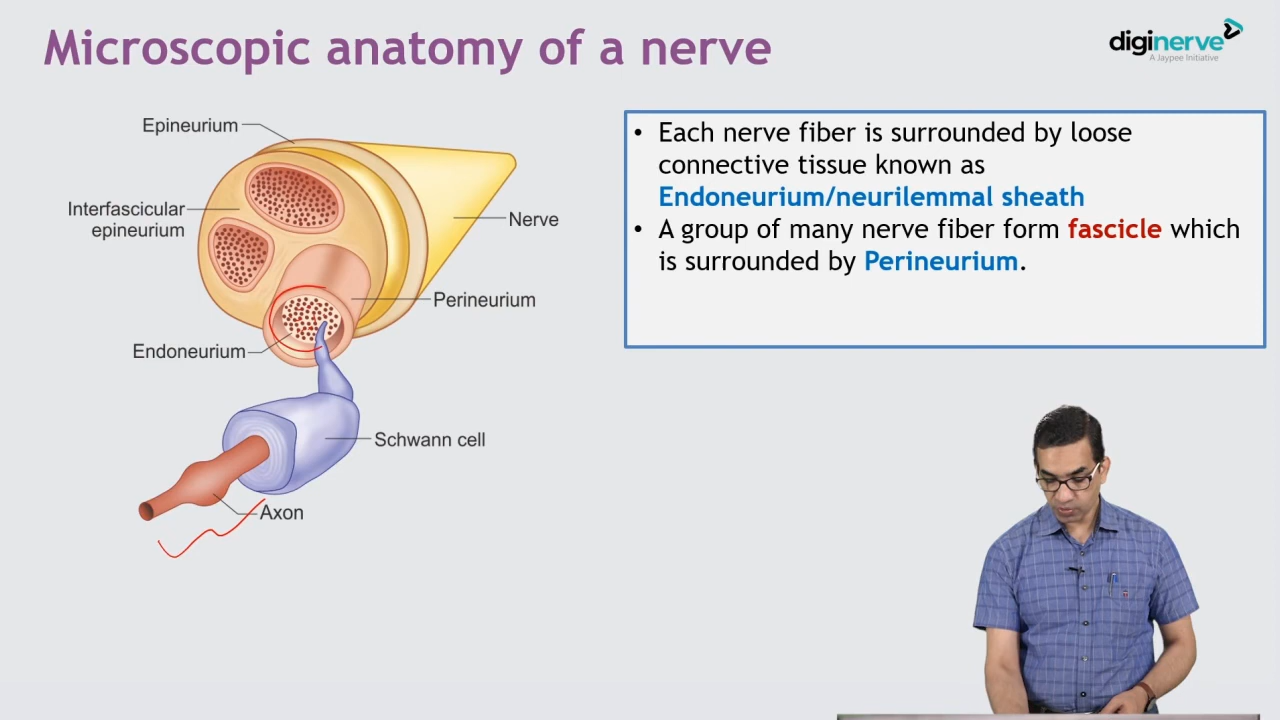 Microscopic anatomy of a nerve
diginerve
A Jaypee Initiative
Epineurium
Interfascicular
epineurium
Nerve
Perineurium
Endoneurium
Schwann cell
Axon
• Each nerve fiber is surrounded by loose
connective tissue known as
Endoneurium/neurilemmal sheath
• A group of many nerve fiber form fascicle which
is surrounded by Perineurium.